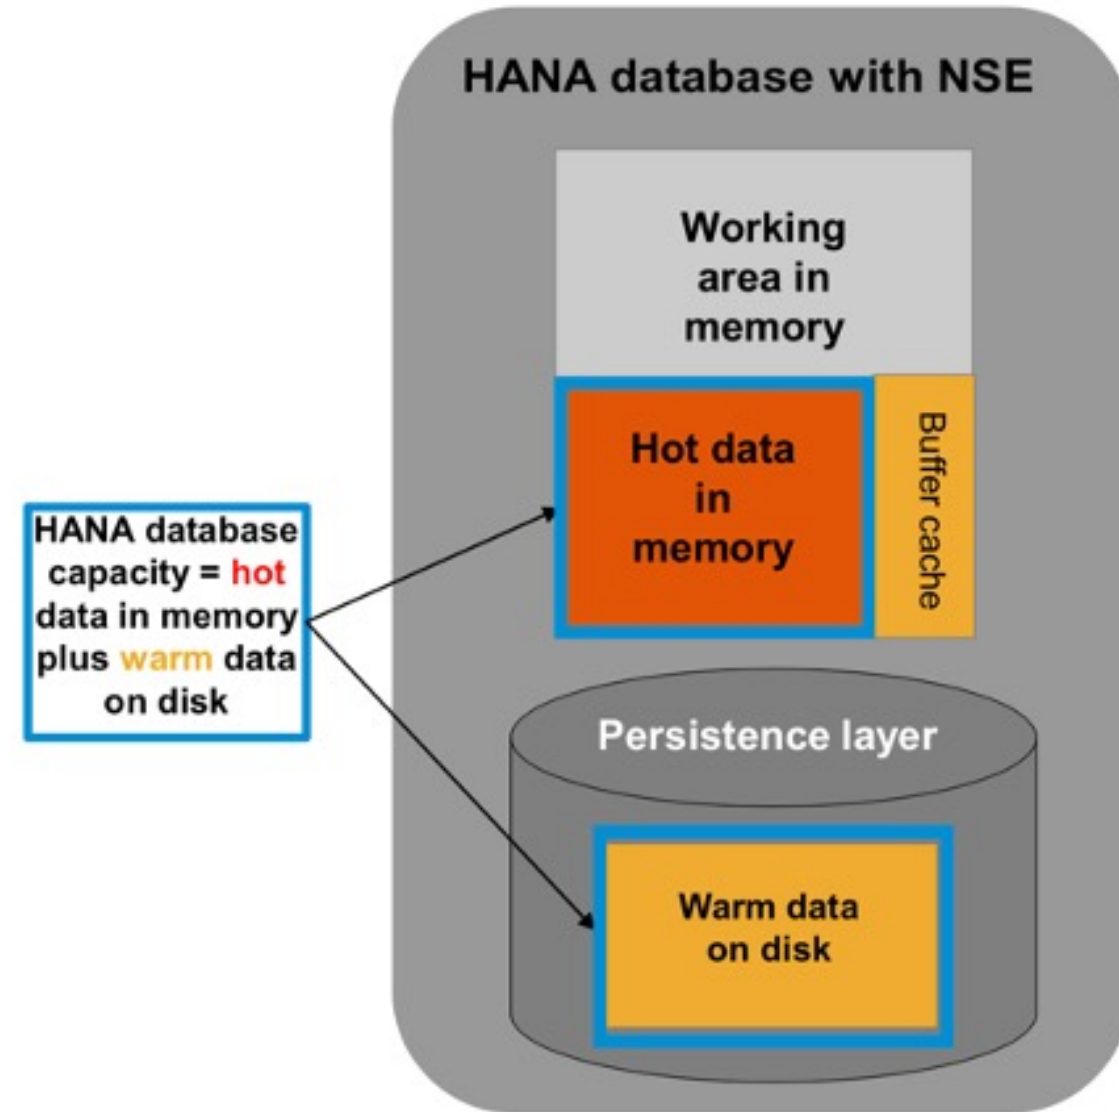 HANA database with NSE
Working
area in
memory
Hot data
in
memory
Buffer cache
HANA database
capacity = hot
data in memory
plus warm data
on disk
Persistence layer
Warm data
on disk